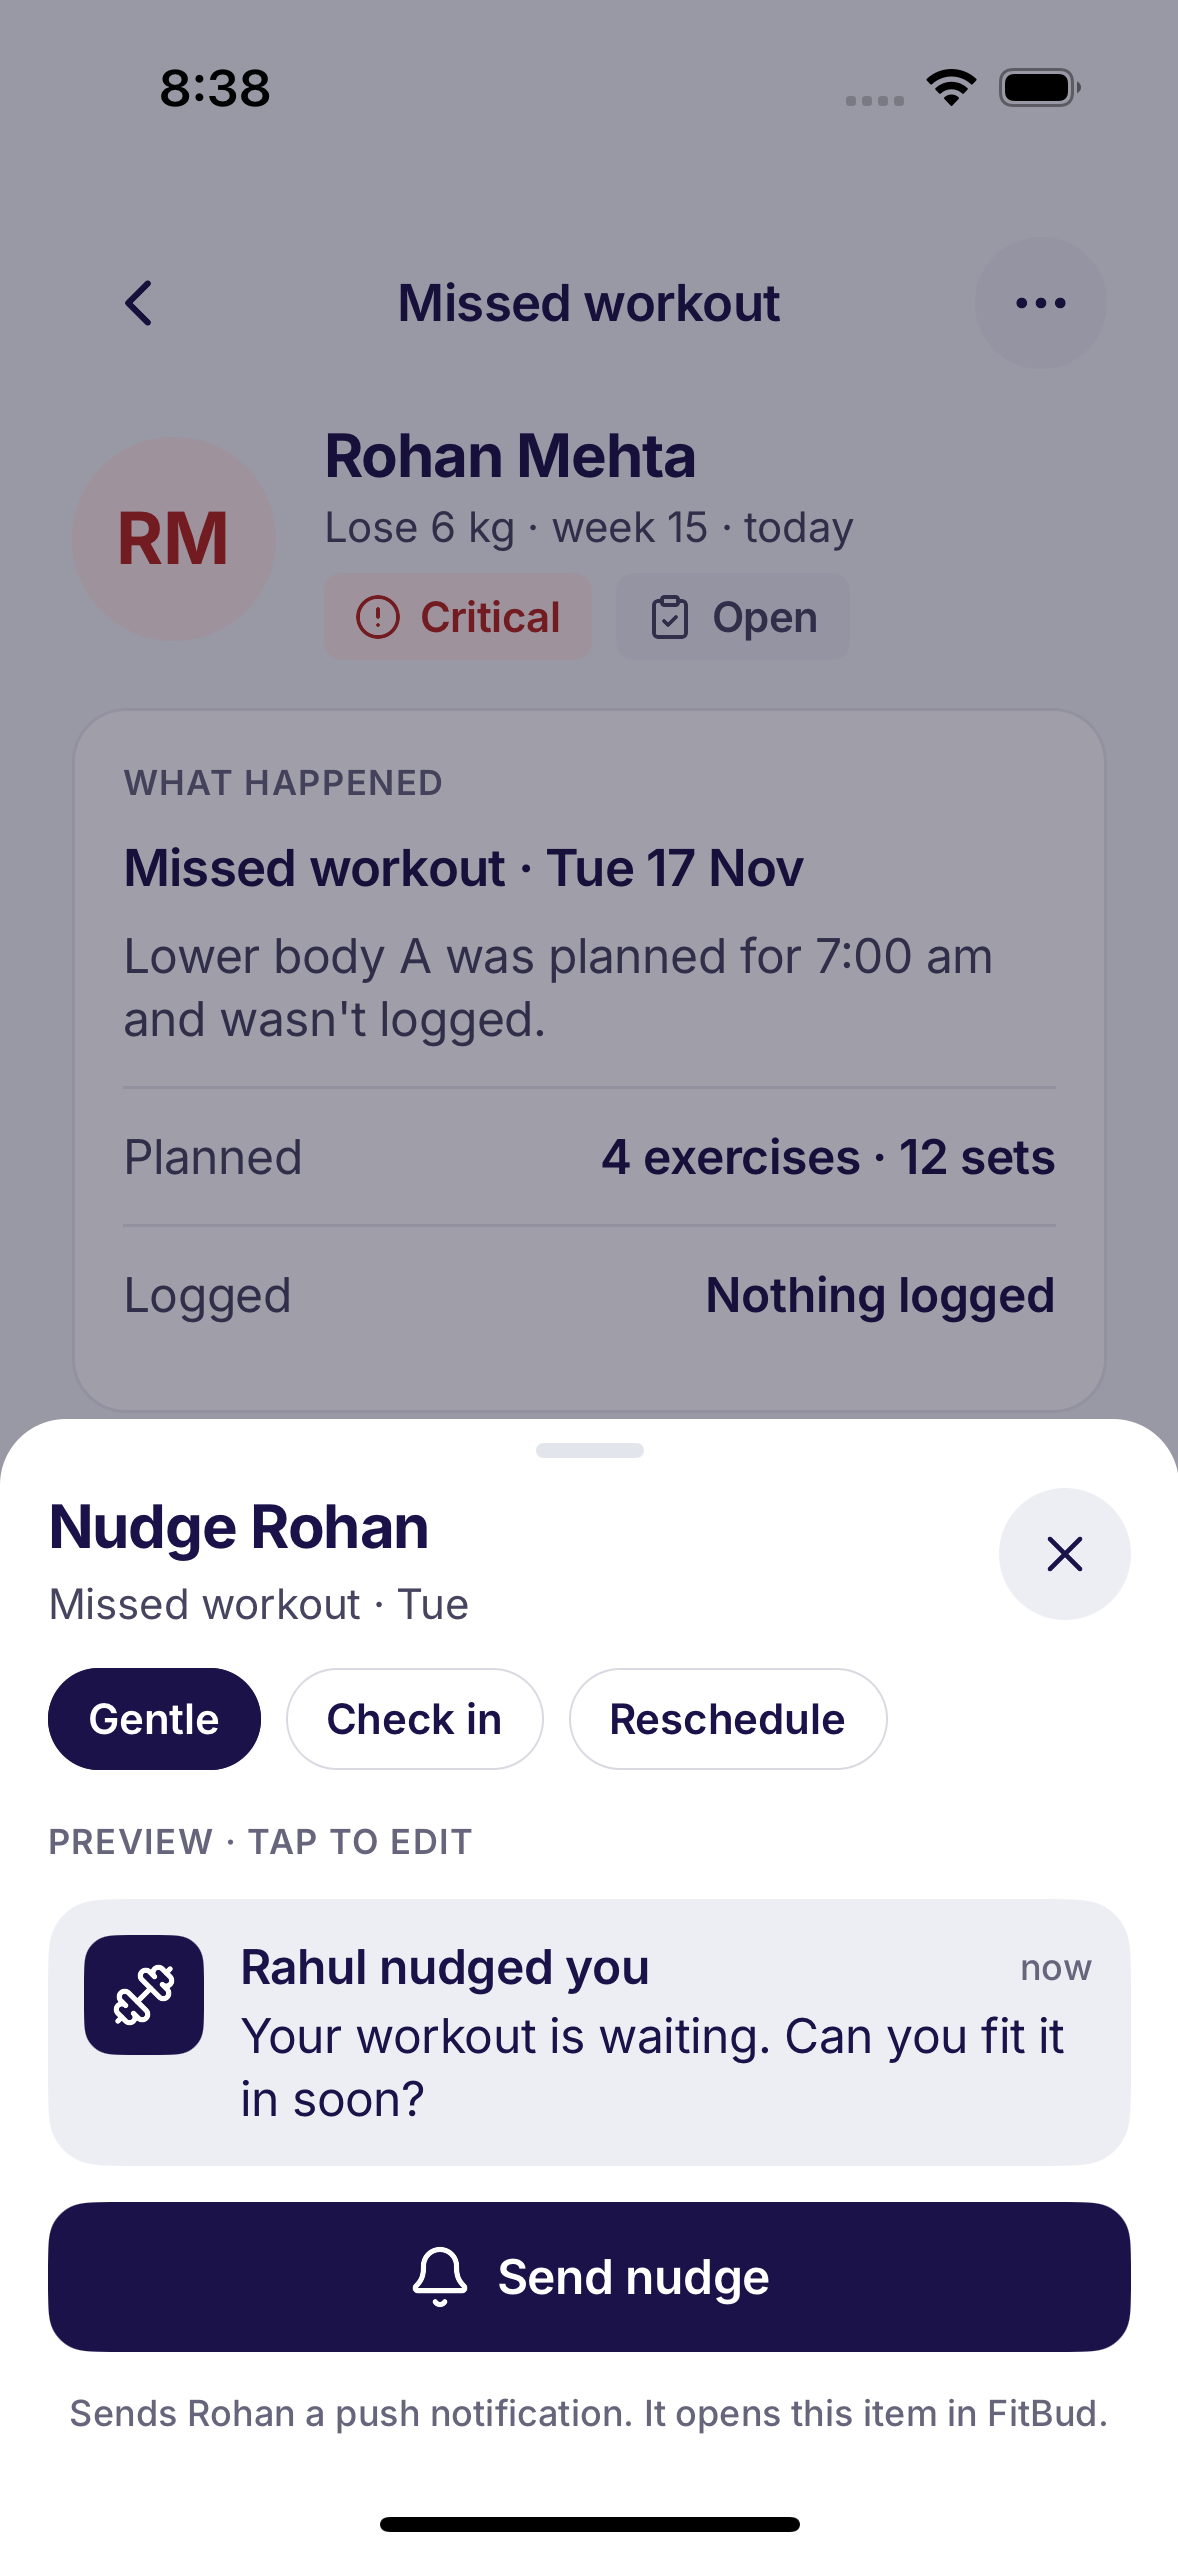 8:38
Missed workout
RM
Rohan Mehta
Lose 6 kg · week 15 · today
Critical
Open
WHAT HAPPENED
Missed workout · Tue 17 Nov
Lower body A was planned for 7:00 am
and wasn't logged.
Planned
4 exercises · 12 sets
Logged
Nothing logged
Nudge Rohan
Missed workout · Tue
Gentle
Check in
Reschedule
PREVIEW · TAP TO EDIT
Rahul nudged you
now
Your workout is waiting. Can you fit it
in soon?
Send nudge
Sends Rohan a push notification. It opens this item in FitBud.